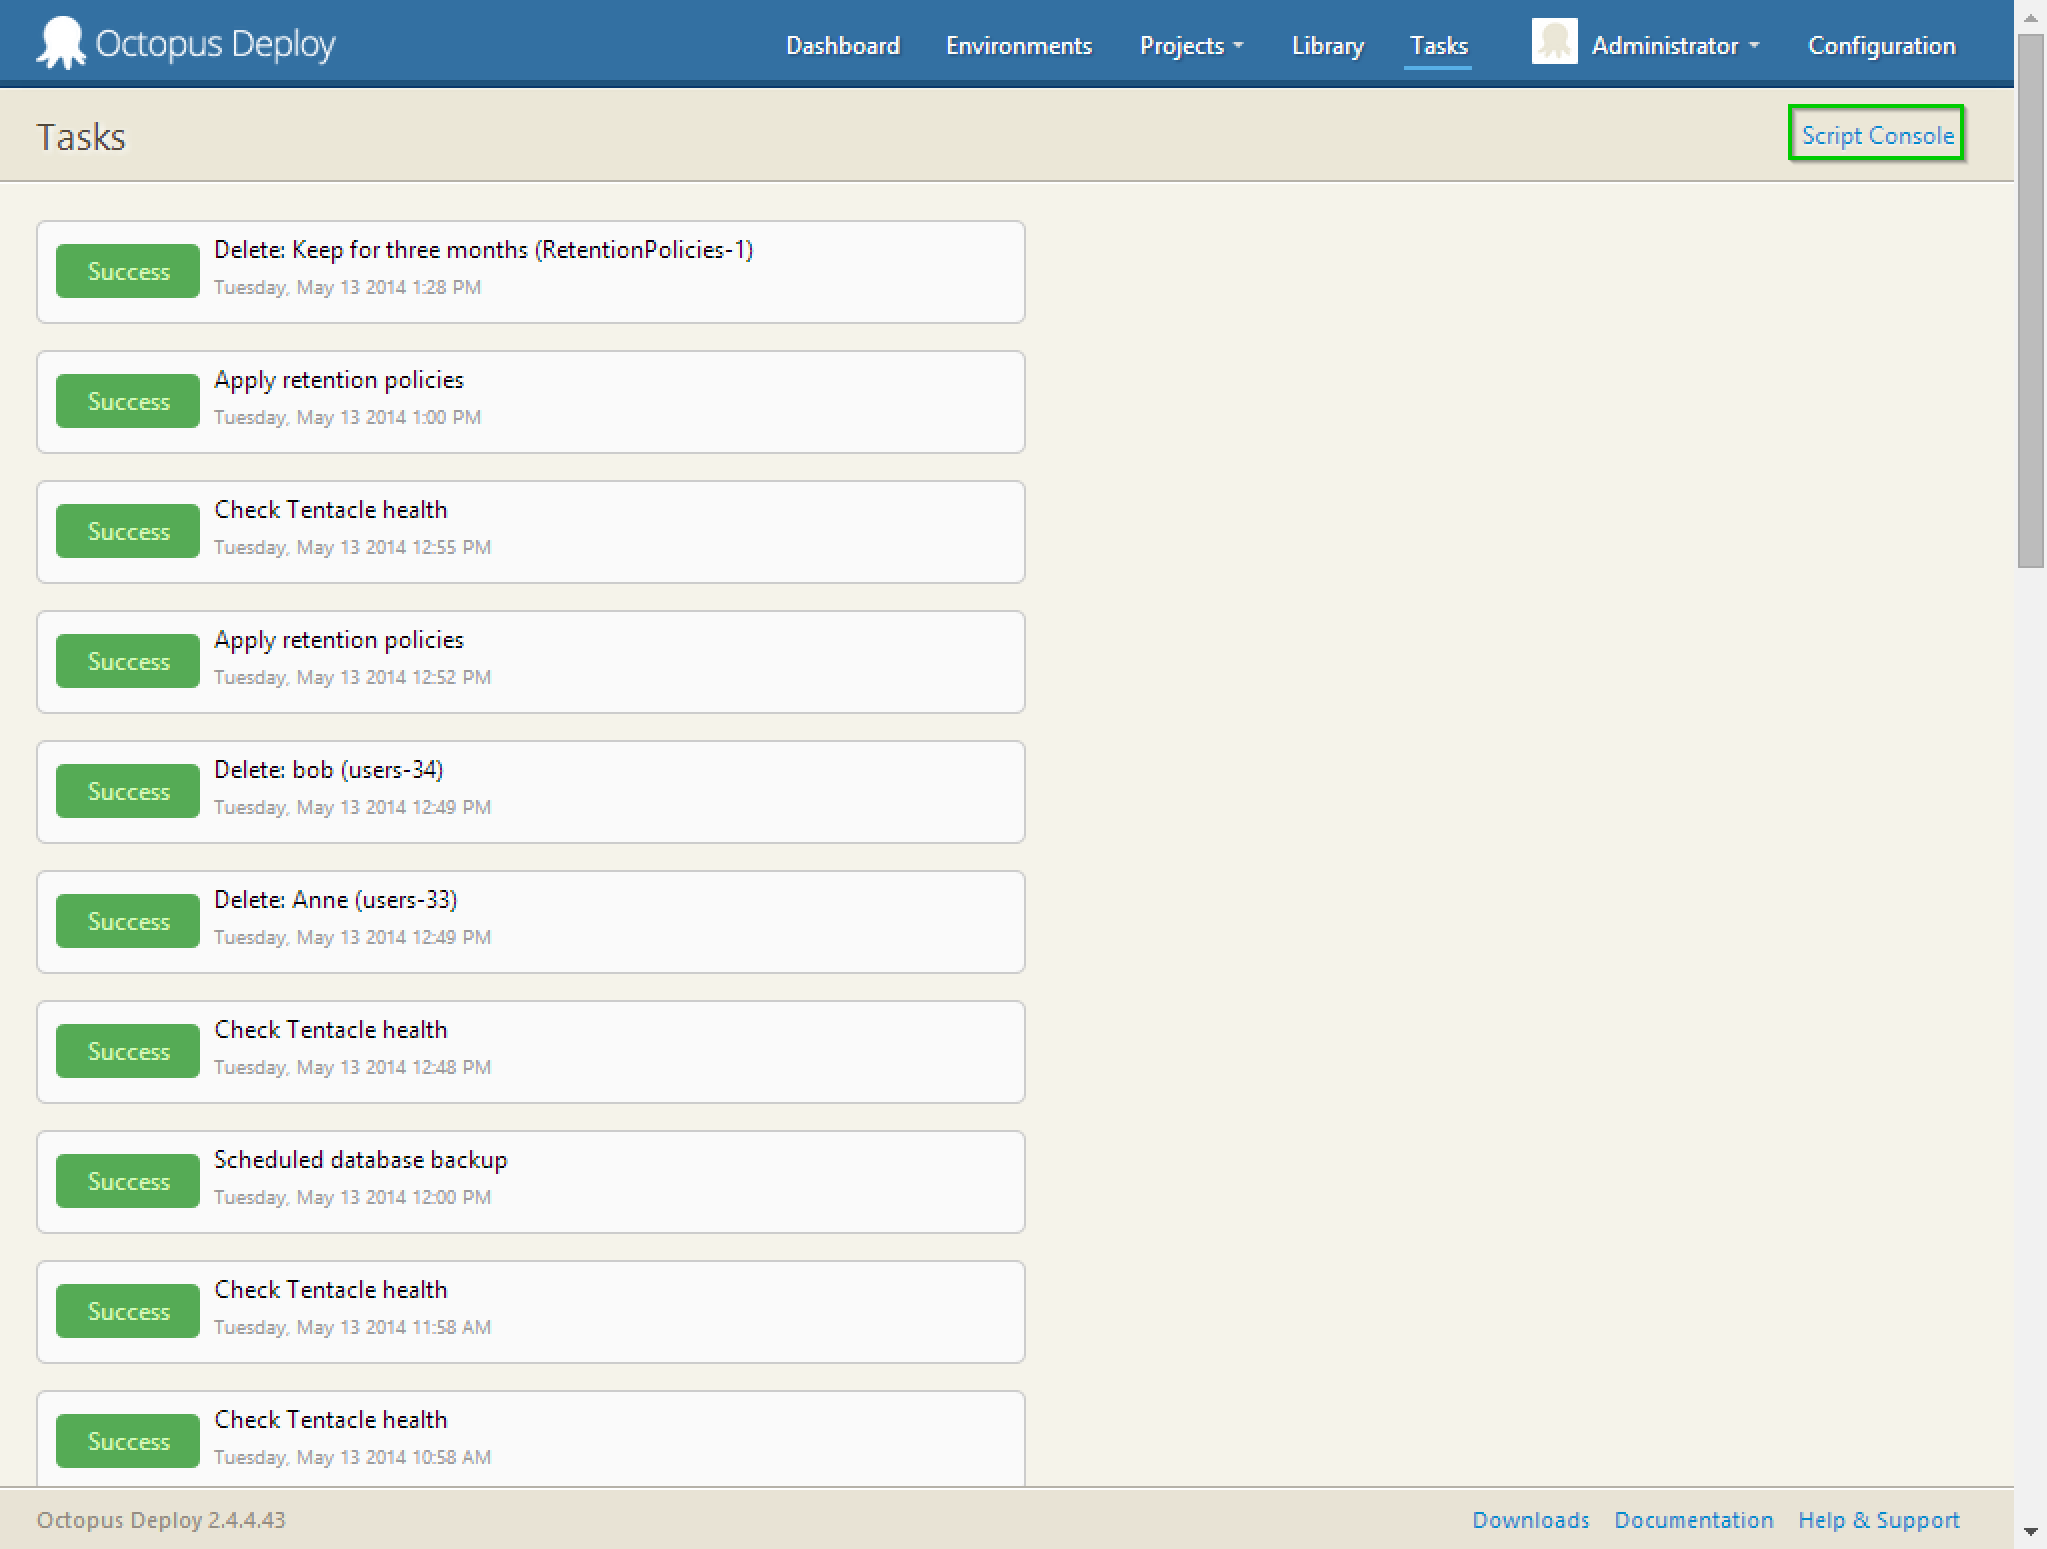 Octopus Deploy
Dashboard Environments Projects Library Tasks Administrator Configuration
Tasks
Script Console
Success
Delete: Keep for three months (RetentionPolicies-1)
Tuesday, May 13 2014 1:28 PM
Success
Apply retention policies
Tuesday, May 13 2014 1:00 PM
Success
Check Tentacle health
Tuesday, May 13 2014 12:55 PM
Success
Apply retention policies
Tuesday, May 13 2014 12:52 PM
Success
Delete: bob (users-34)
Tuesday, May 13 2014 12:49 PM
Success
Delete: Anne (users-33)
Tuesday, May 13 2014 12:49 PM
Success
Check Tentacle health
Tuesday, May 13 2014 12:48 PM
Success
Scheduled database backup
Tuesday, May 13 2014 12:00 PM
Success
Check Tentacle health
Tuesday, May 13 2014 11:58 AM
Success
Check Tentacle health
Tuesday, May 13 2014 10:58 AM
Octopus Deploy 2.4.4.43
Downloads Documentation Help & Support